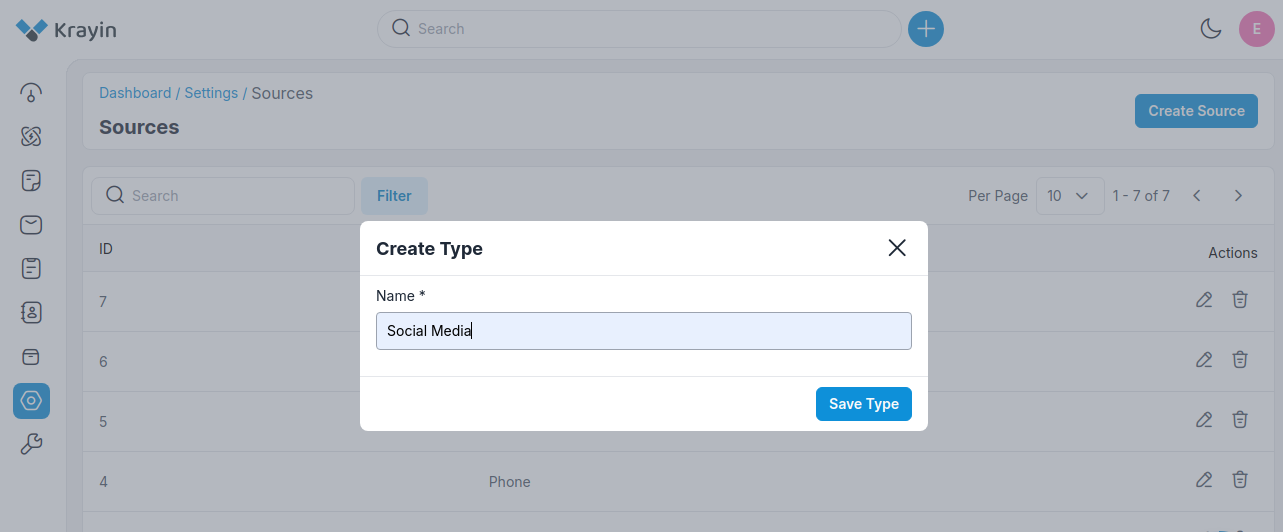 Krayin
Search
E
Dashboard / Settings / Sources
Sources
Create Source
Search
Filter
Per Page 10 1 - 7 of 7
ID
Actions
Create Type
Name *
Social Media
Save Type
7
6
5
4 Phone